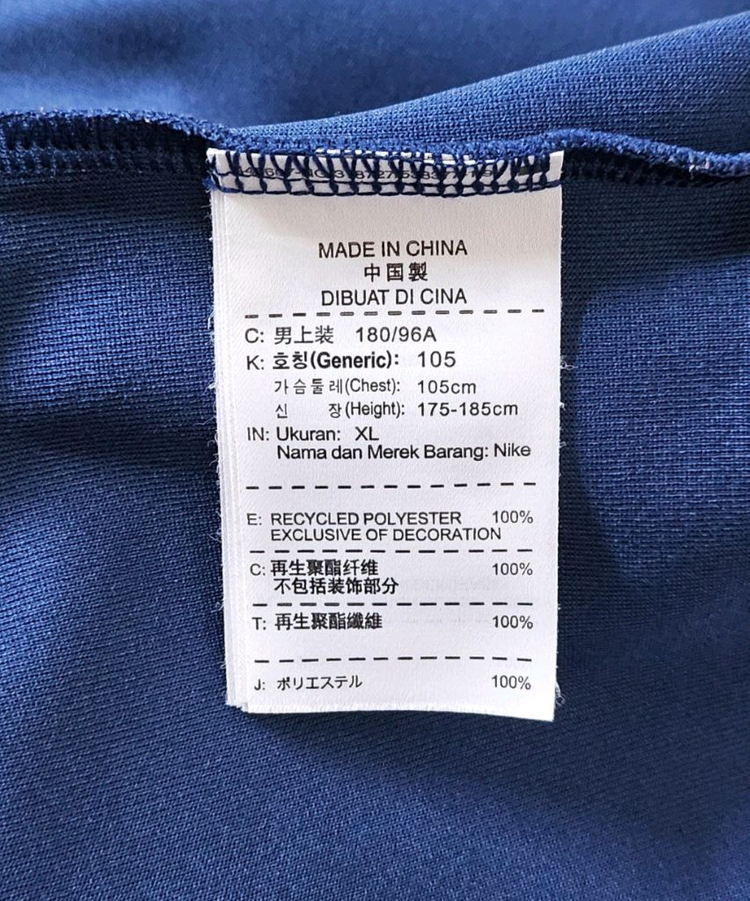 MADE IN CHINA
中国製
DIBUAT DI CINA
C: 男上装 180/96A
K: 호칭(Generic): 105
가슴둘레(Chest): 105cm
신 장(Height): 175-185cm
IN: Ukuran: XL
Nama dan Merek Barang: Nike
E: RECYCLED POLYESTER 100%
EXCLUSIVE OF DECORATION
C: 再生聚酯纤维 100%
不包括装饰部分
T: 再生聚酯纖維 100%
J: ポリエステル 100%